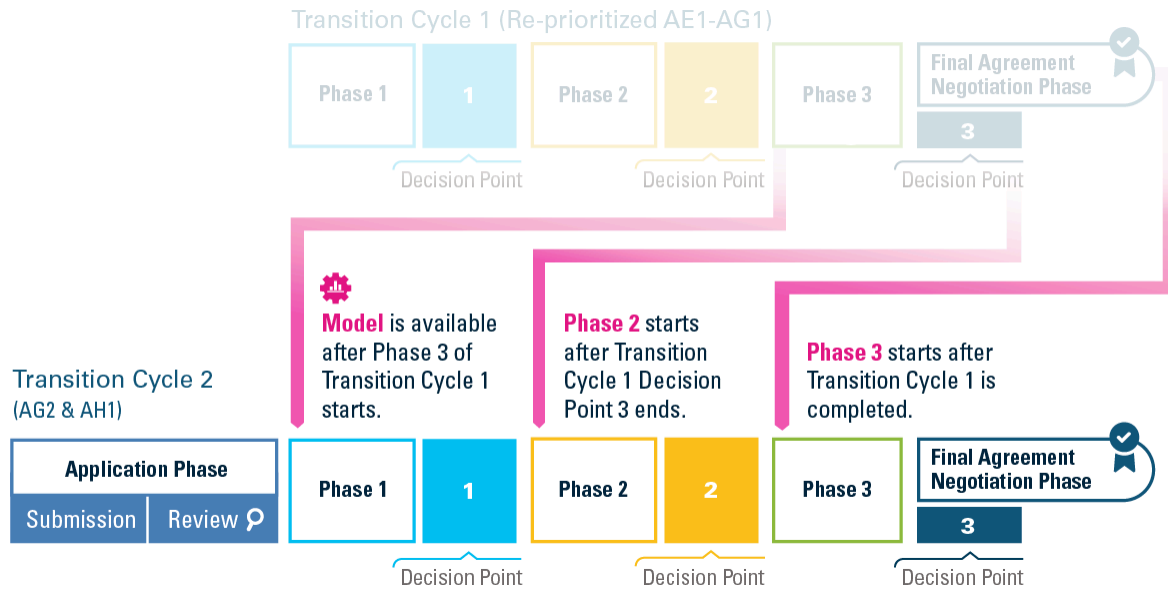 Transition Cycle 1 (Re-prioritized AE1-AG1)
Phase 1
1
Phase 2
2
Phase 3
Final Agreement
Negotiation Phase
3
Decision Point
Decision Point
Decision Point
Model is available
after Phase 3 of
Transition Cycle 1
starts.
Phase 2 starts
after Transition
Cycle 1 Decision
Point 3 ends.
Phase 3 starts after
Transition Cycle 1 is
completed.
Transition Cycle 2
(AG2 & AH1)
Application Phase
Submission
Review
Phase 1
1
Phase 2
2
Phase 3
Final Agreement
Negotiation Phase
3
Decision Point
Decision Point
Decision Point